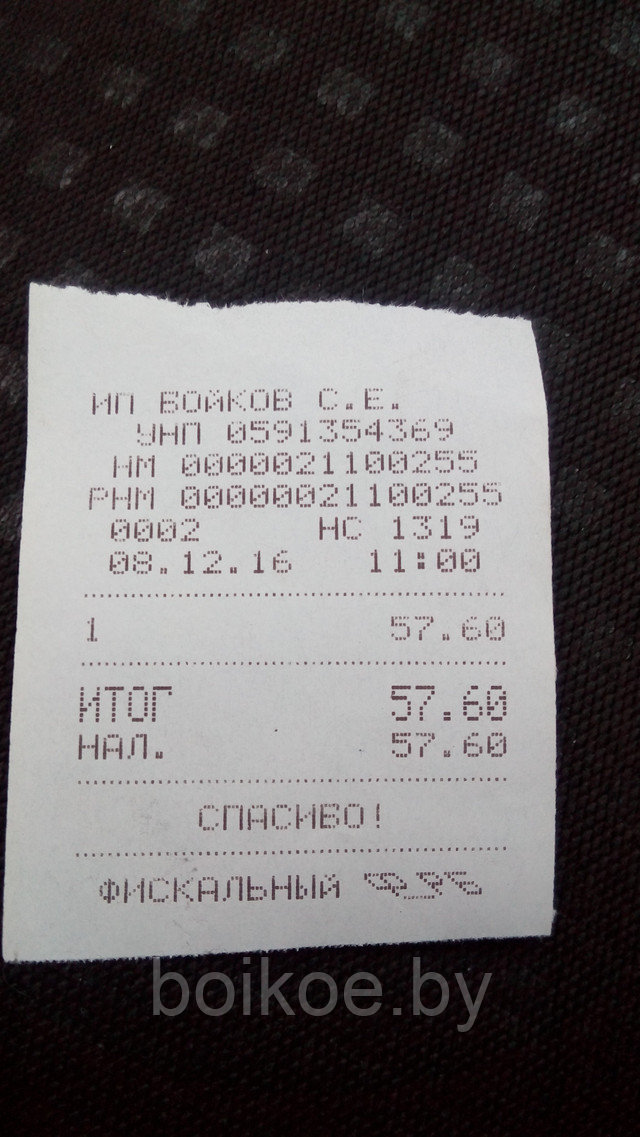 ИП БОЙКОВ С.Е.
УНП 0591354369
НМ 0000021100255
РНМ 00000021100255
0002 НС 1319
08.12.16 11:00
1 57.60
ИТОГ 57.60
НАЛ. 57.60
СПАСИБО!
ФИСКАЛЬНЫЙ
boikoe.by